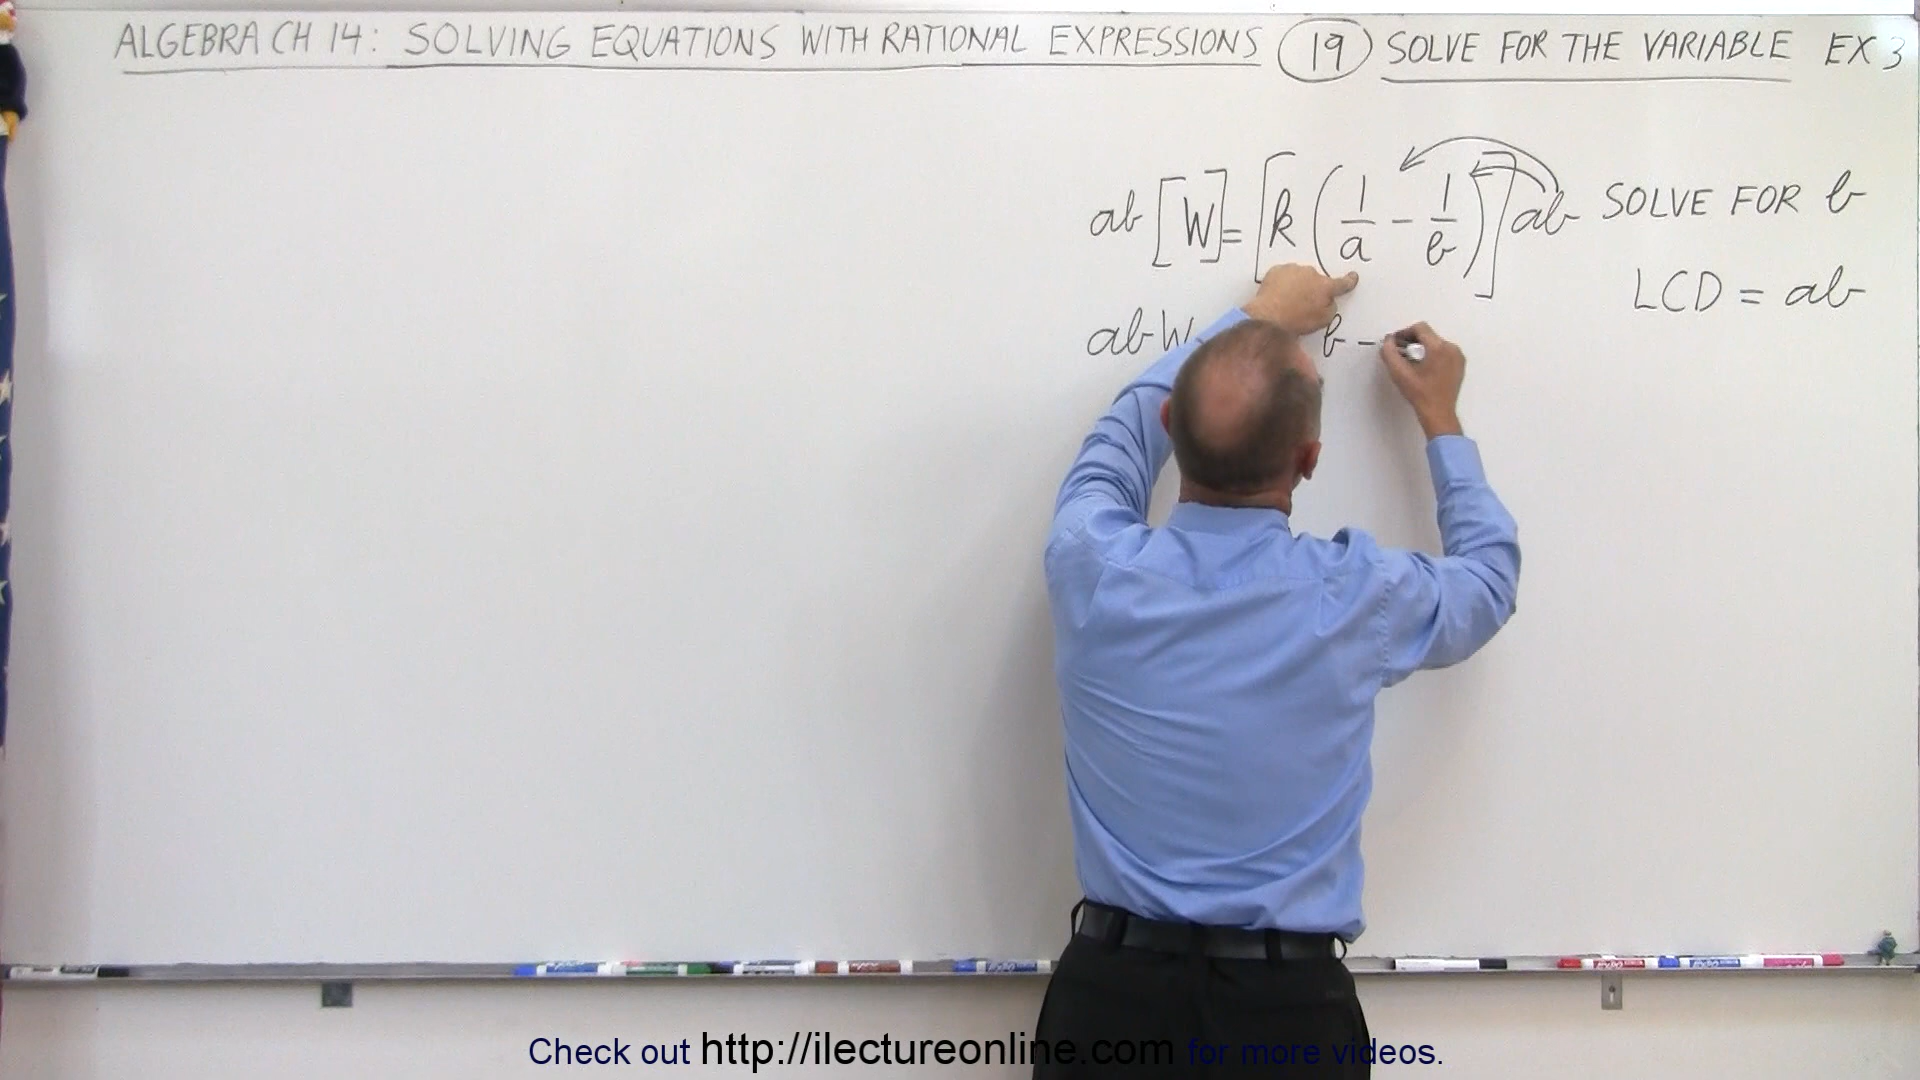 ALGEBRA CH 14: SOLVING EQUATIONS WITH RATIONAL EXPRESSIONS (19) SOLVE FOR THE VARIABLE EX 3
ab [W] = [k (1/a - 1/b)] ab SOLVE FOR b
LCD = ab
abW b -
Check out http://ilectureonline.com for more videos.